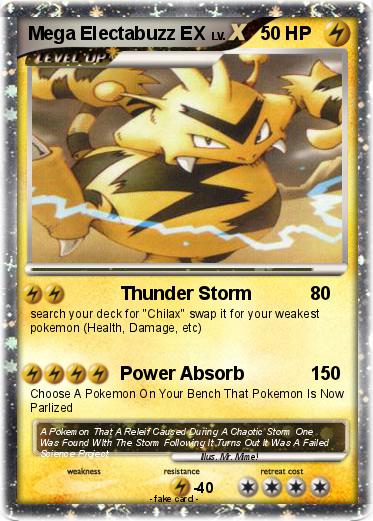 Mega Electabuzz EX LV. X 50 HP
LEVEL-UP
Thunder Storm 80
search your deck for "Chilax" swap it for your weakest
pokemon (Health, Damage, etc)
Power Absorb 150
Choose A Pokemon On Your Bench That Pokemon Is Now
Parlized
A Pokemon That A Releif Caused During A Chaotic Storm One
Was Found With The Storm Following It.Turns Out It Was A Failed
Science Project
Illus. Mr. Mime!
weakness resistance retreat cost
-40
- fake card -